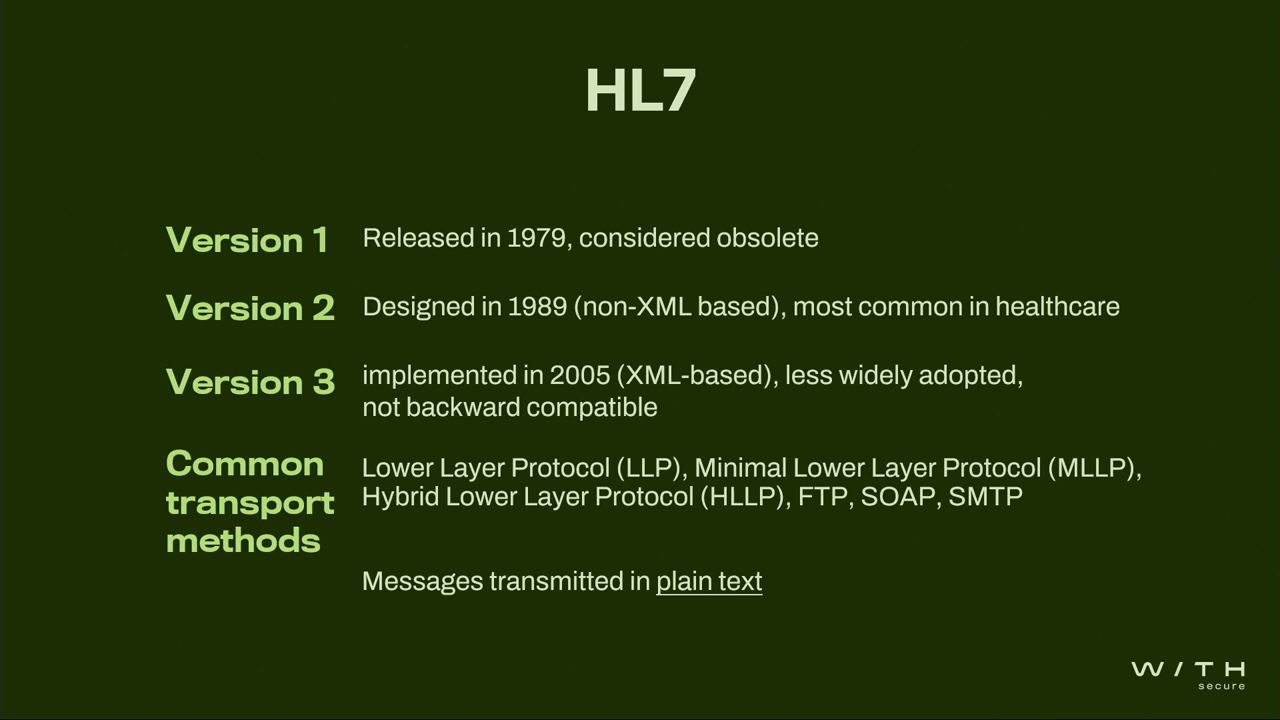 HL7
Version 1
Released in 1979, considered obsolete
Version 2
Designed in 1989 (non-XML based), most common in healthcare
Version 3
implemented in 2005 (XML-based), less widely adopted,
not backward compatible
Common
transport
methods
Lower Layer Protocol (LLP), Minimal Lower Layer Protocol (MLLP),
Hybrid Lower Layer Protocol (HLLP), FTP, SOAP, SMTP
Messages transmitted in plain text
W / TH
secure